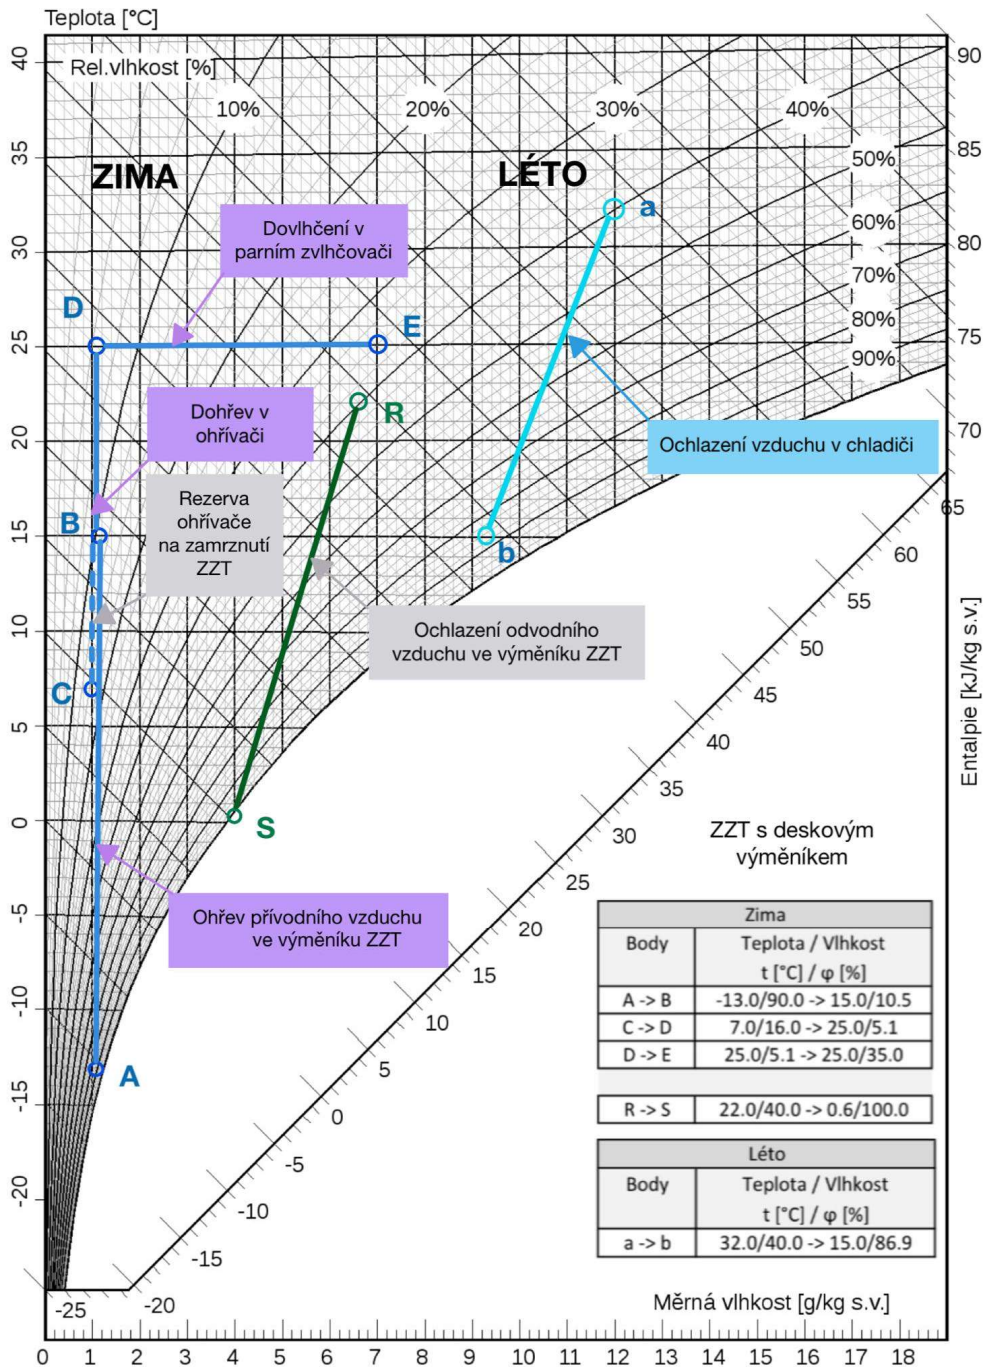 Teplota [°C]
Rel.vlhkost [%]
10%
20%
30%
40%
50%
60%
70%
80%
90%
40
35
30
25
20
15
10
5
0
-5
-10
-15
-20
90
85
80
75
70
65
60
55
50
45
40
35
30
25
20
15
10
5
0
-5
-10
-15
-20
-25
Entalpie [kJ/kg s.v.]
ZIMA
LÉTO
Dovlhčení v
parním zvlhčovači
a
D
E
Dohřev v
ohřívači
R
Ochlazení vzduchu v chladiči
Rezerva
ohřívače
na zamrznutí
ZZT
B
b
Ochlazení odvodního
vzduchu ve výměníku ZZT
C
S
Ohřev přívodního vzduchu
ve výměníku ZZT
A
ZZT s deskovým
výměníkem
Zima
Body Teplota / Vlhkost
t [°C] / φ [%]
A -> B -13.0/90.0 -> 15.0/10.5
C -> D 7.0/16.0 -> 25.0/5.1
D -> E 25.0/5.1 -> 25.0/35.0
R -> S 22.0/40.0 -> 0.6/100.0
Léto
Body Teplota / Vlhkost
t [°C] / φ [%]
a -> b 32.0/40.0 -> 15.0/86.9
Měrná vlhkost [g/kg s.v.]
0 1 2 3 4 5 6 7 8 9 10 11 12 13 14 15 16 17 18